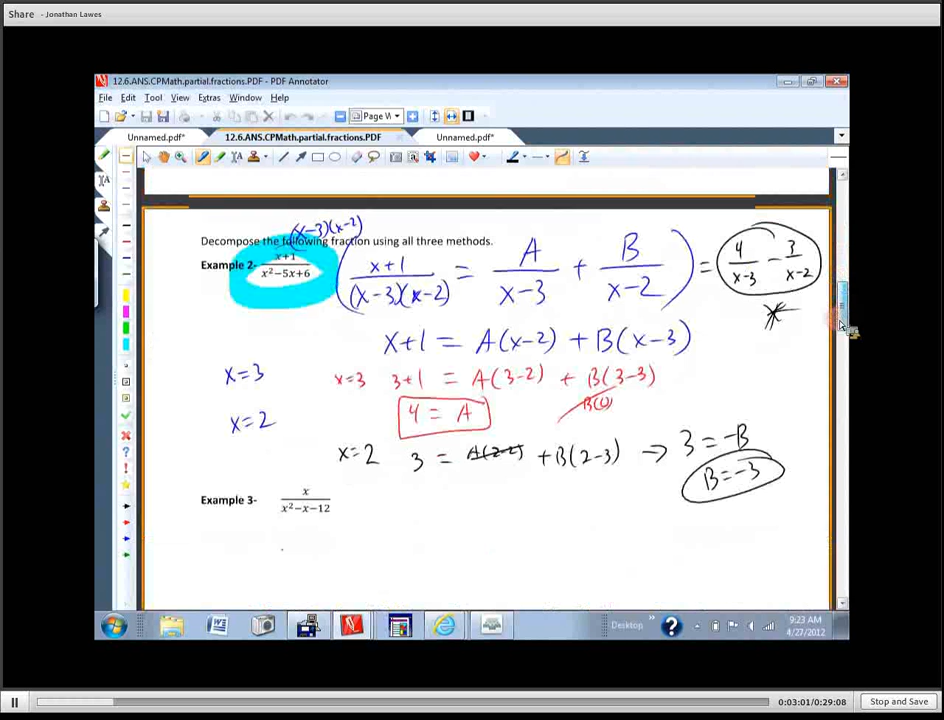 Share - Jonathan Lawes
12.6.ANS.CPMath.partial.fractions.PDF - PDF Annotator
File Edit Tool View Extras Window Help
Page W
Unnamed.pdf* 12.6.ANS.CPMath.partial.fractions.PDF Unnamed.pdf*
(x-3)(x-2)
Decompose the following fraction using all three methods.
Example 2- x+1 / x²−5x+6 ( x+1 / (x-3)(x-2) = A / x-3 + B / x-2 ) = 4 / x-3 - 3 / x-2
x+1 = A(x-2) + B(x-3)
x=3 x=3 3+1 = A(3-2) + B(3-3)
B(0)
4 = A
x=2
x=2 3 = A(2-2) + B(2-3) → 3 = -B
B=-3
Example 3- x / x²−x−12
Desktop
9:23 AM
4/27/2012
0:03:01/0:29:08 Stop and Save